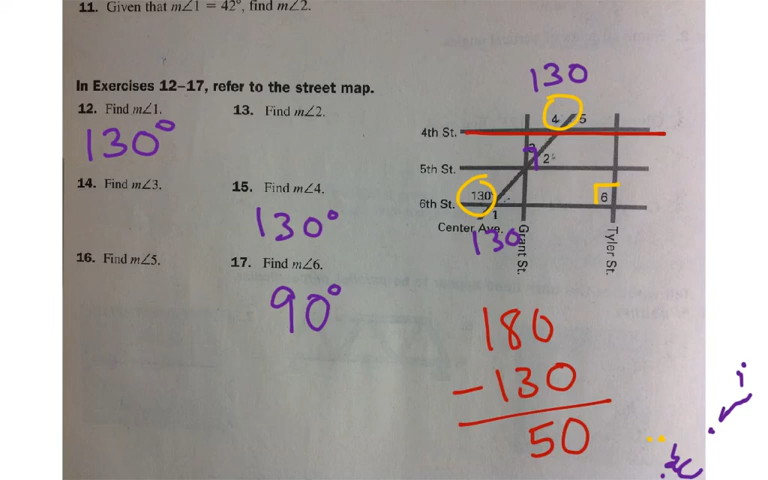 11. Given that m∠1 = 42°, find m∠2.
In Exercises 12–17, refer to the street map.
12. Find m∠1.
13. Find m∠2.
130°
14. Find m∠3.
15. Find m∠4.
130°
16. Find m∠5.
17. Find m∠6.
90°
130
4 5
4th St.
2
5th St.
130°
6
6th St.
1
Center Ave.
130
Grant St.
Tyler St.
180
-130
50